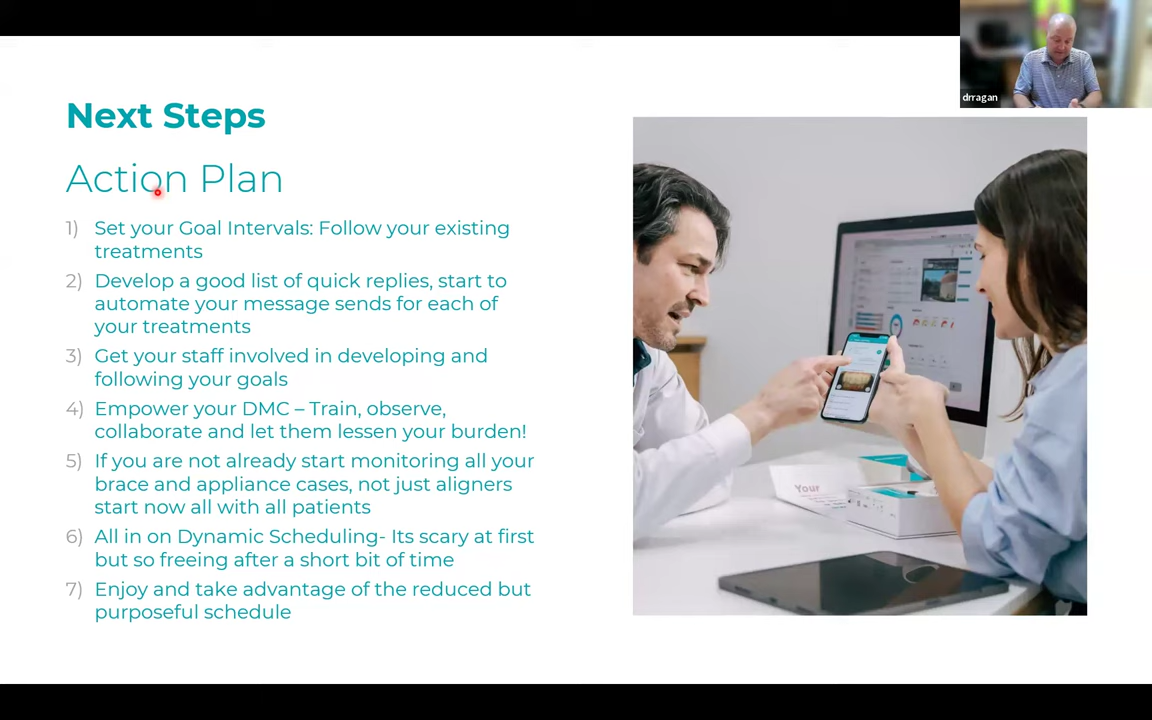 drragan
Next Steps
Action Plan
1) Set your Goal Intervals: Follow your existing
treatments
2) Develop a good list of quick replies, start to
automate your message sends for each of
your treatments
3) Get your staff involved in developing and
following your goals
4) Empower your DMC – Train, observe,
collaborate and let them lessen your burden!
5) If you are not already start monitoring all your
brace and appliance cases, not just aligners
start now all with all patients
6) All in on Dynamic Scheduling- Its scary at first
but so freeing after a short bit of time
7) Enjoy and take advantage of the reduced but
purposeful schedule
Your